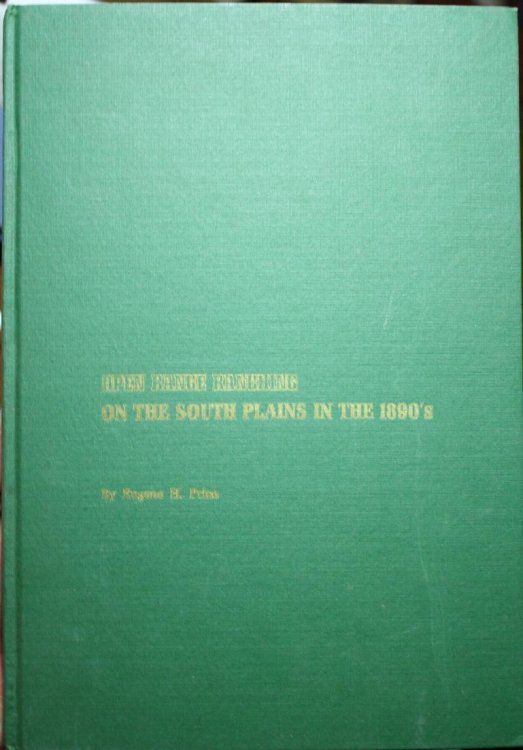 OPEN RANGE RANCHING
ON THE SOUTH PLAINS IN THE 1890's
By Eugene H. Price